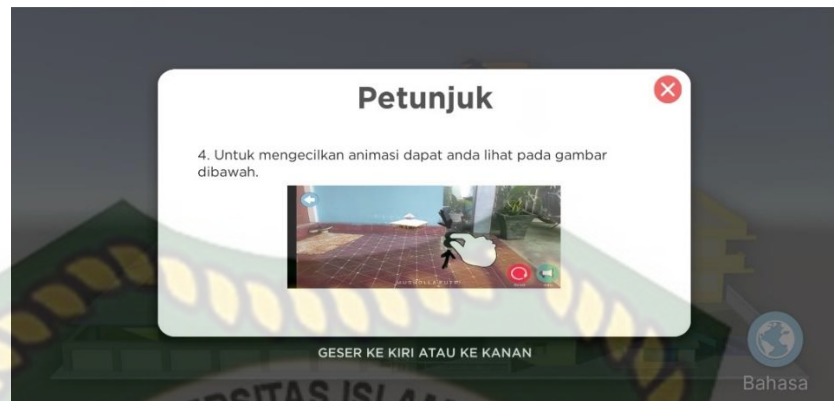 Petunjuk
4. Untuk mengecilkan animasi dapat anda lihat pada gambar
dibawah.
GESER KE KIRI ATAU KE KANAN
Bahasa